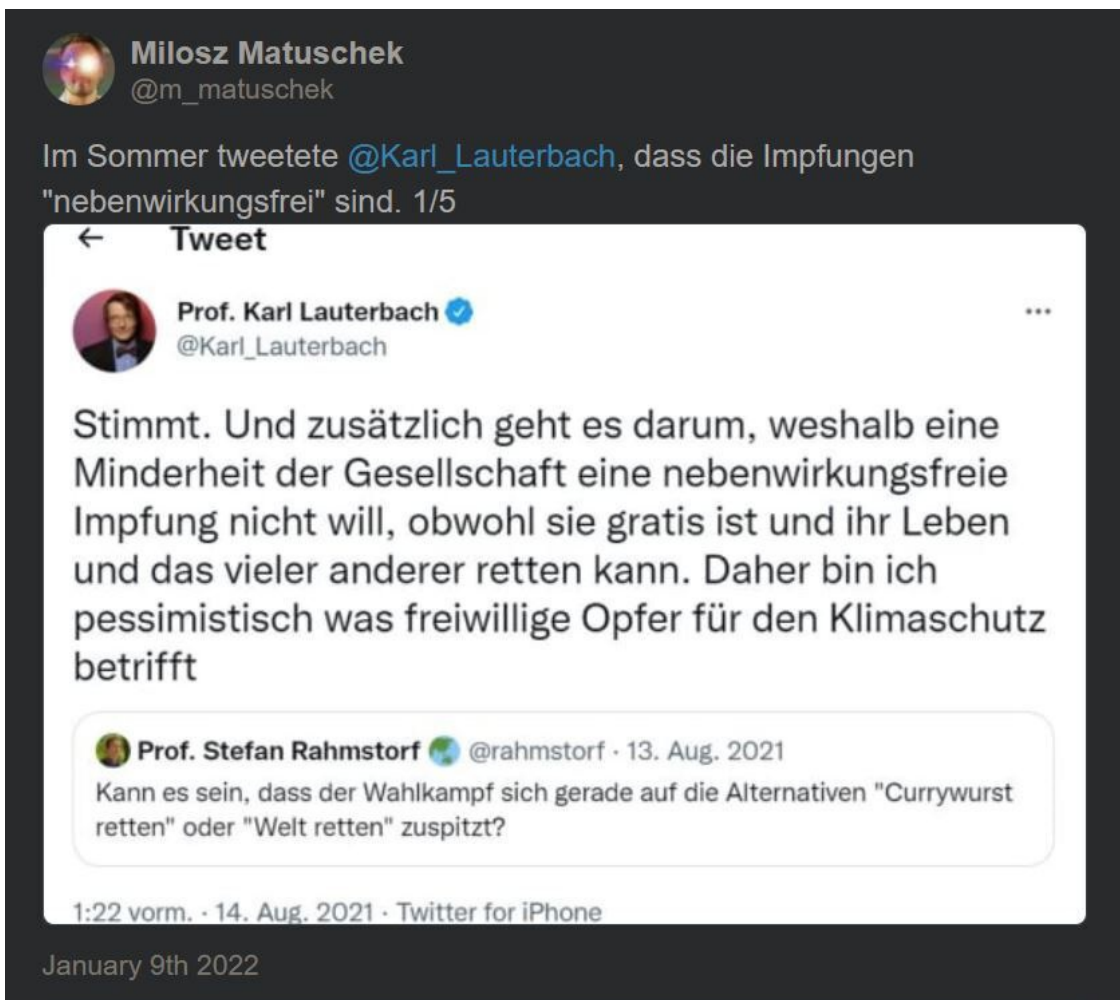 Milosz Matuschek
@m_matuschek
Im Sommer tweetete @Karl_Lauterbach, dass die Impfungen
"nebenwirkungsfrei" sind. 1/5
← Tweet
Prof. Karl Lauterbach
@Karl_Lauterbach
Stimmt. Und zusätzlich geht es darum, weshalb eine
Minderheit der Gesellschaft eine nebenwirkungsfreie
Impfung nicht will, obwohl sie gratis ist und ihr Leben
und das vieler anderer retten kann. Daher bin ich
pessimistisch was freiwillige Opfer für den Klimaschutz
betrifft
Prof. Stefan Rahmstorf @rahmstorf · 13. Aug. 2021
Kann es sein, dass der Wahlkampf sich gerade auf die Alternativen "Currywurst
retten" oder "Welt retten" zuspitzt?
1:22 vorm. · 14. Aug. 2021 · Twitter for iPhone
January 9th 2022